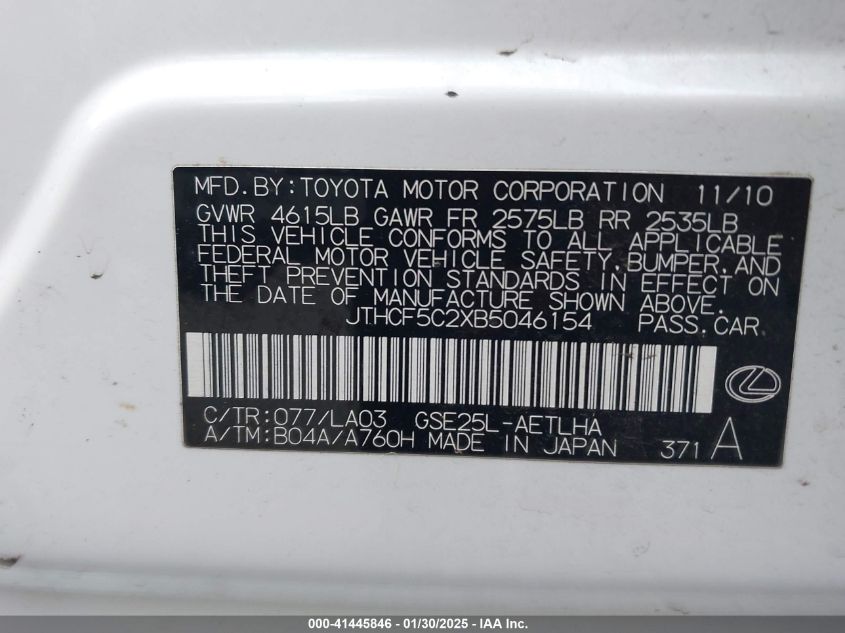 MFD.BY:TOYOTA MOTOR CORPORATION 11/10
GVWR 4615LB GAWR FR 2575LB RR 2535LB
THIS VEHICLE CONFORMS TO ALL APPLICABLE
FEDERAL MOTOR VEHICLE SAFETY,BUMPER,AND
THEFT PREVENTION STANDARDS IN EFFECT ON
THE DATE OF MANUFACTURE SHOWN ABOVE.
JTHCF5C2XB5046154 PASS.CAR
C/TR:077/LA03 GSE25L-AETLHA
A/TM:B04A/A760H MADE IN JAPAN 371 A
000-41445846 - 01/30/2025 - IAA Inc.